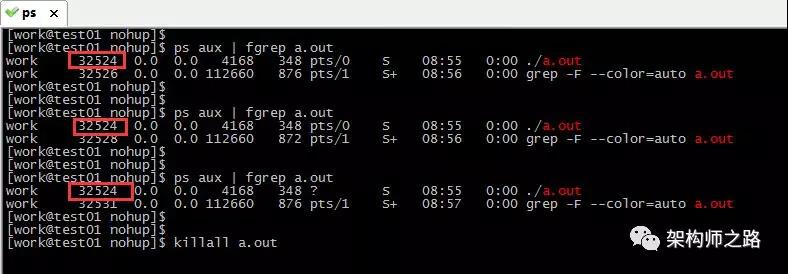 ps
[work@test01 nohup]$
[work@test01 nohup]$ ps aux | fgrep a.out
work 32524 0.0 0.0 4168 348 pts/0 S 08:55 0:00 ./a.out
work 32526 0.0 0.0 112660 876 pts/1 S+ 08:56 0:00 grep -F --color=auto a.out
[work@test01 nohup]$
[work@test01 nohup]$
[work@test01 nohup]$ ps aux | fgrep a.out
work 32524 0.0 0.0 4168 348 pts/0 S 08:55 0:00 ./a.out
work 32528 0.0 0.0 112660 872 pts/1 S+ 08:56 0:00 grep -F --color=auto a.out
[work@test01 nohup]$
[work@test01 nohup]$ ps aux | fgrep a.out
work 32524 0.0 0.0 4168 348 ? S 08:55 0:00 ./a.out
work 32531 0.0 0.0 112660 876 pts/1 S+ 08:57 0:00 grep -F --color=auto a.out
[work@test01 nohup]$
[work@test01 nohup]$
[work@test01 nohup]$ killall a.out
架构师之路